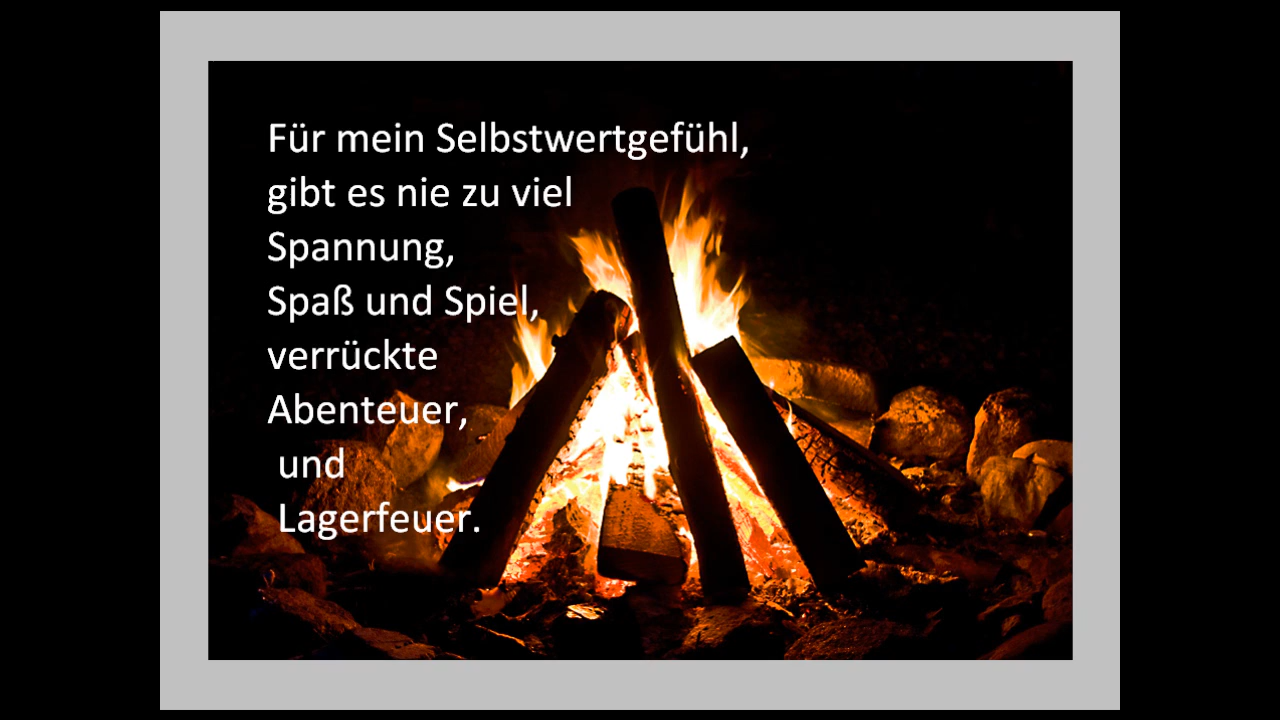 Für mein Selbstwertgefühl,
gibt es nie zu viel
Spannung,
Spaß und Spiel,
verrückte
Abenteuer,
und
Lagerfeuer.